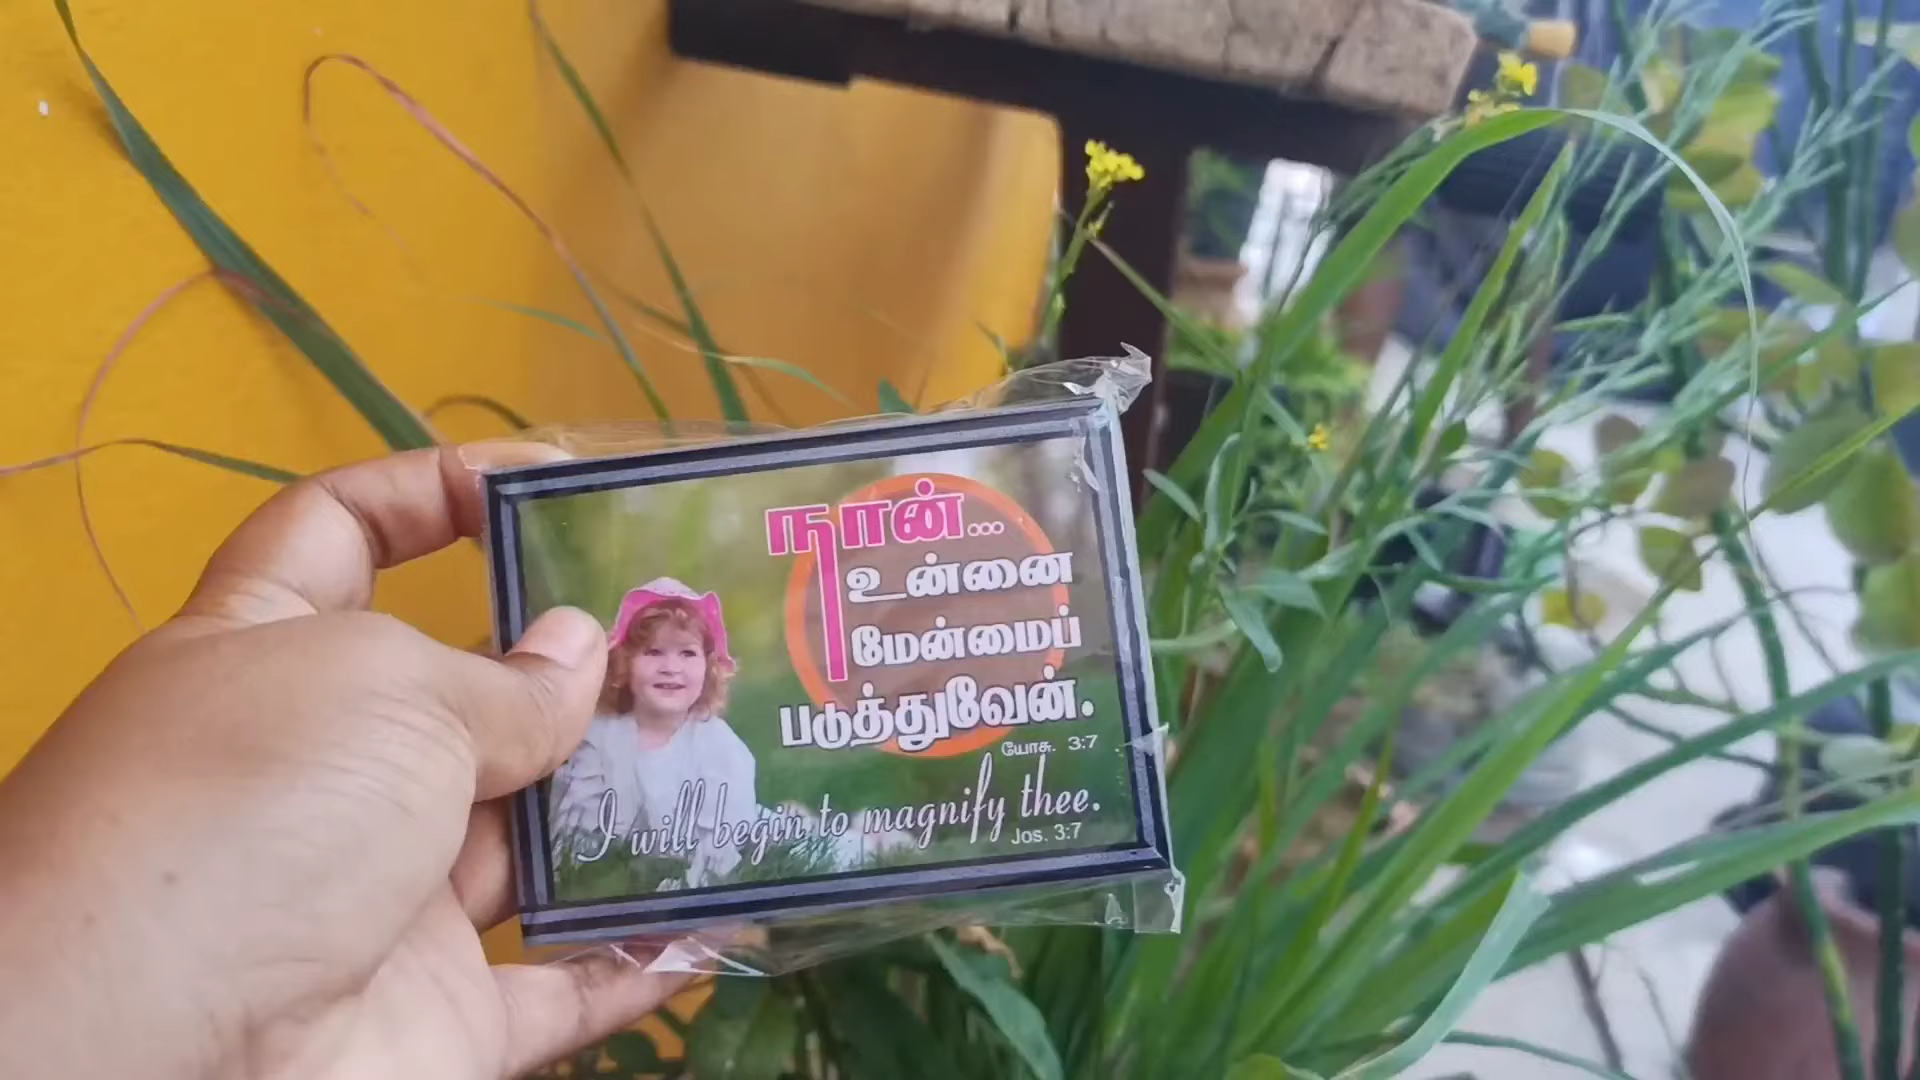 நான்...
உன்னை
மேன்மைப்
படுத்துவேன்.
யோசு. 3:7
I will begin to magnify thee.
Jos. 3:7